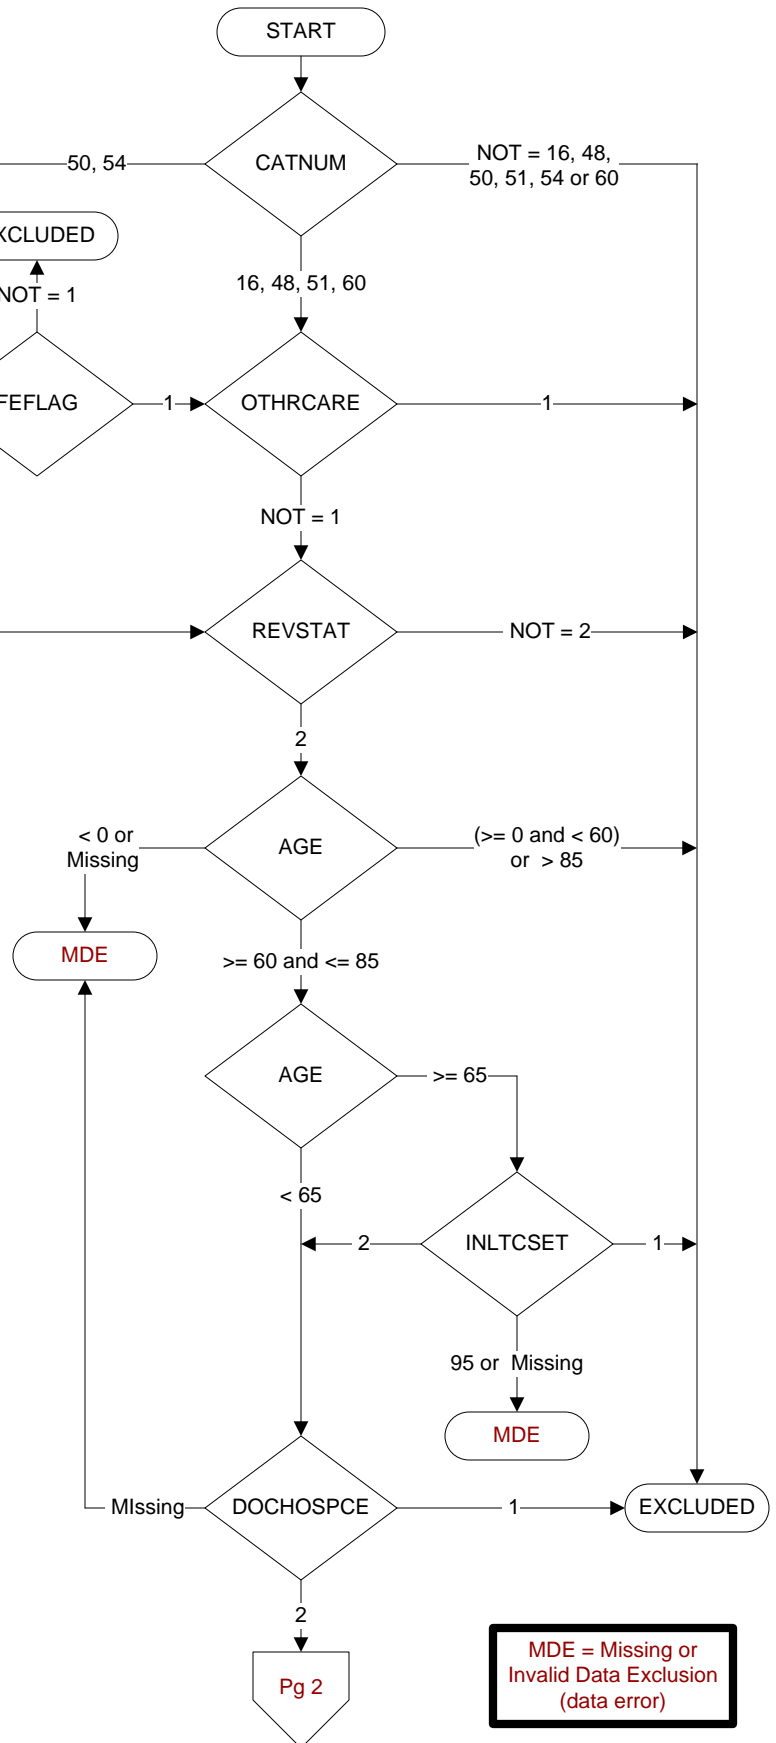 START
CATNUM
50, 54
NOT = 16, 48,
50, 51, 54 or 60
XCLUDED
16, 48, 51, 60
NOT = 1
FEFLAG
1
OTHRCARE
1
NOT = 1
REVSTAT
NOT = 2
2
< 0 or
Missing
AGE
(>= 0 and < 60)
or > 85
MDE
>= 60 and <= 85
AGE
>= 65
< 65
2
INLTCSET
1
95 or Missing
MDE
MIssing
DOCHOSPCE
1
EXCLUDED
2
Pg 2
MDE = Missing or
Invalid Data Exclusion
(data error)